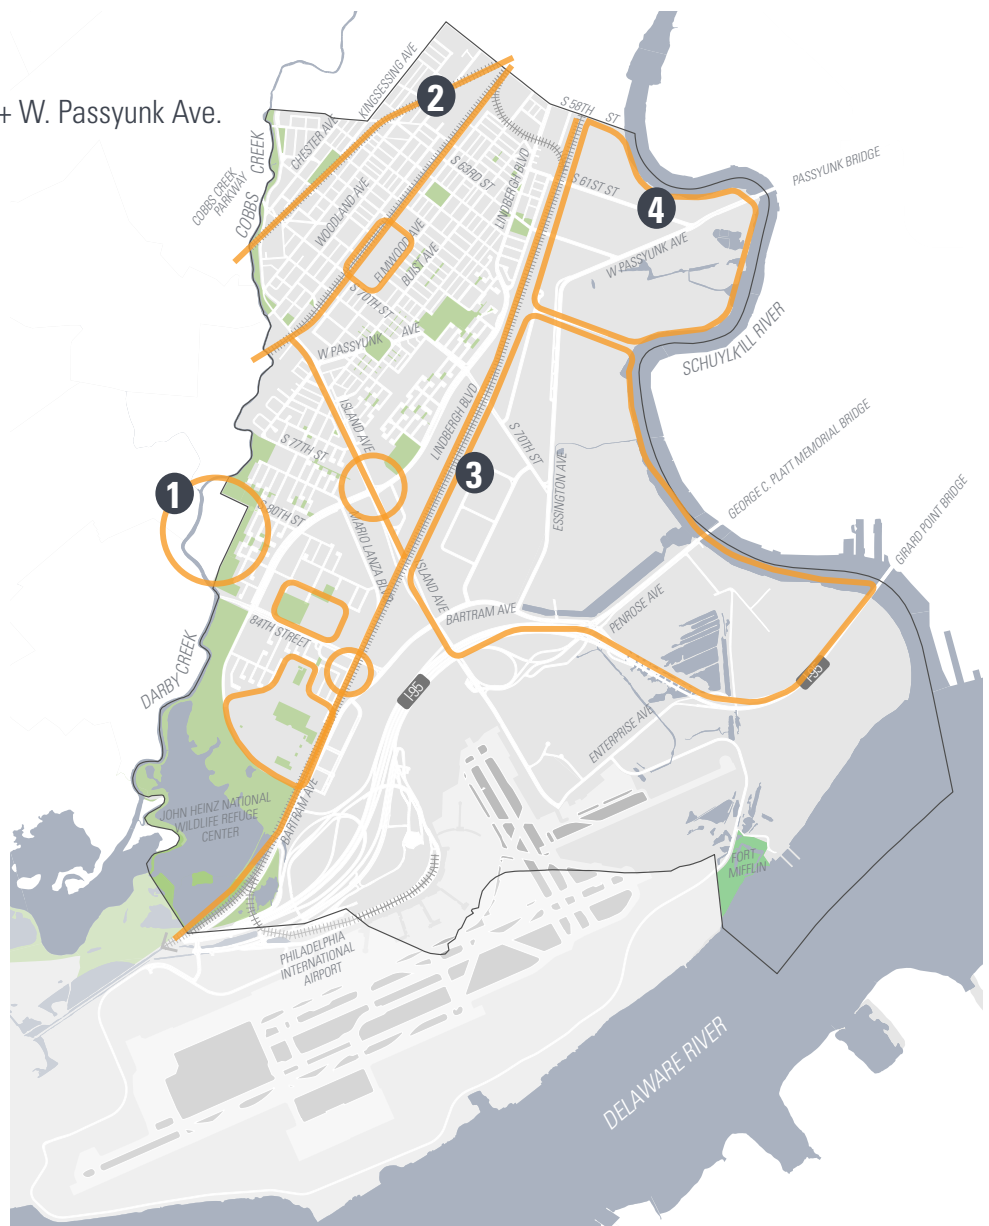 + W. Passyunk Ave.
KINGSESSING AVE
2
S 58TH
ST
CHESTER AVE
COBBS CREEK
PARKWAY
COBBS CREEK
S 63RD ST
LINDBERGH BLVD
S 61ST ST
PASSYUNK BRIDGE
WOODLAND AVE
4
ELMWOOD AVE
BUIST AVE
W PASSYUNK AVE
S 70TH ST
W PASSYUNK AVE
SCHUYLKILL RIVER
ISLAND AVE
LINDBERGH BLVD
S 77TH ST
S 70TH ST
GEORGE C. PLATT MEMORIAL BRIDGE
3
1
S 80TH ST
ESSINGTON AVE
GIRARD POINT BRIDGE
MARIO LANZA BLV
ISLAND AVE
BARTRAM AVE
PENROSE AVE
84TH STREET
DARBY CREEK
I-95
I-95
ENTERPRISE AVE
JOHN HEINZ NATIONAL
WILDLIFE REFUGE
CENTER
BARTRAM AVE
FORT
MIFFLIN
PHILADELPHIA
INTERNATIONAL
AIRPORT
DELAWARE RIVER